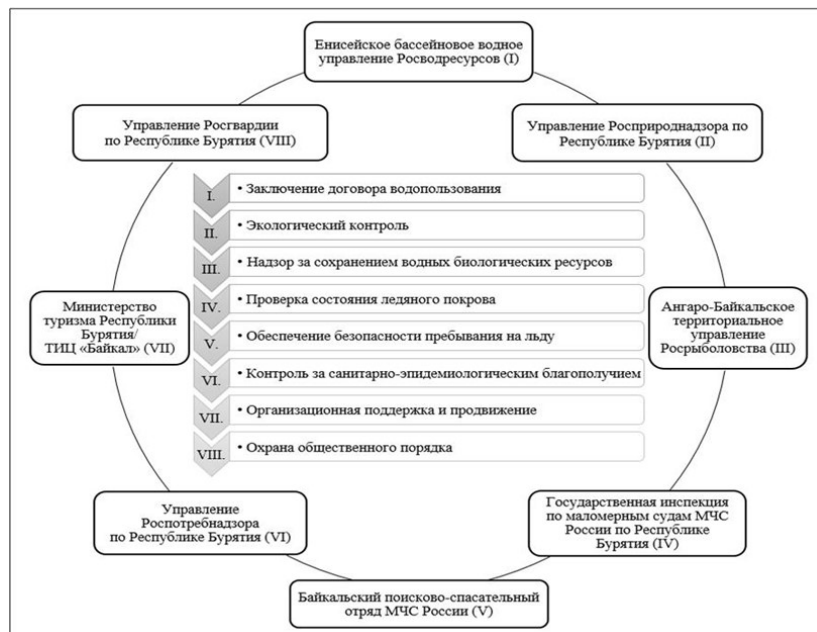 Енисейское бассейновое водное
управление Росводресурсов (I)
Управление Росгвардии
по Республике Бурятия (VIII)
Управление Росприроднадзора по
Республике Бурятия (II)
I. • Заключение договора водопользования
II. • Экологический контроль
III. • Надзор за сохранением водных биологических ресурсов
IV. • Проверка состояния ледяного покрова
V. • Обеспечение безопасности пребывания на льду
VI. • Контроль за санитарно-эпидемиологическим благополучием
VII. • Организационная поддержка и продвижение
VIII. • Охрана общественного порядка
Министерство
туризма Республики
Бурятия/
ТИЦ «Байкал» (VII)
Ангаро-Байкальское
территориальное
управление
Росрыболовства (III)
Управление
Роспотребнадзора
по Республике Бурятия (VI)
Государственная инспекция
по маломерным судам МЧС
России по Республике
Бурятия (IV)
Байкальский поисково-спасательный
отряд МЧС России (V)